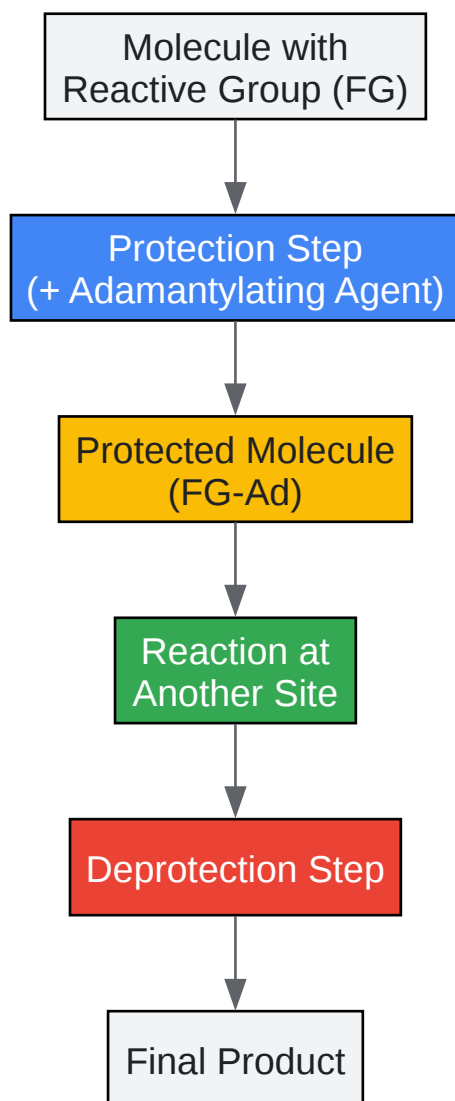 Molecule with
Reactive Group (FG)
Protection Step
(+ Adamantylating Agent)
Protected Molecule
(FG-Ad)
Reaction at
Another Site
Deprotection Step
Final Product